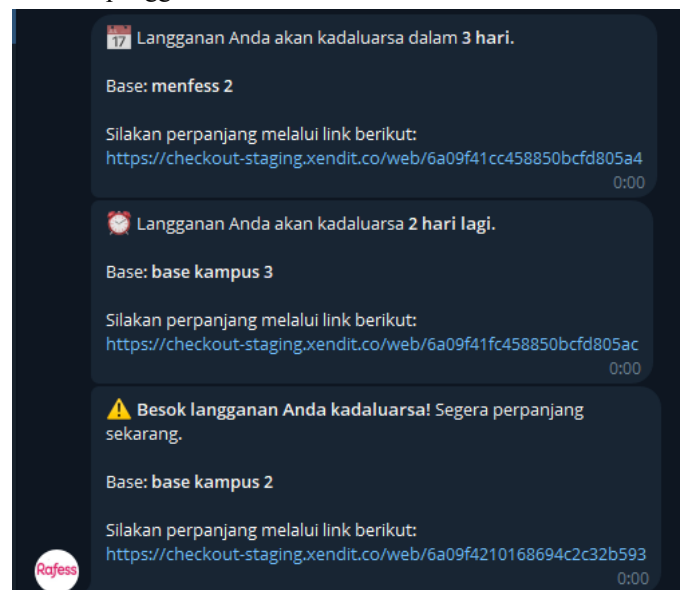 17 Langganan Anda akan kadaluarsa dalam 3 hari.
Base: menfess 2
Silakan perpanjang melalui link berikut:
https://checkout-staging.xendit.co/web/6a09f41cc458850bcfd805a4
0:00
Langganan Anda akan kadaluarsa 2 hari lagi.
Base: base kampus 3
Silakan perpanjang melalui link berikut:
https://checkout-staging.xendit.co/web/6a09f41fc458850bcfd805ac
0:00
Besok langganan Anda kadaluarsa! Segera perpanjang
sekarang.
Base: base kampus 2
Silakan perpanjang melalui link berikut:
https://checkout-staging.xendit.co/web/6a09f4210168694c2c32b593
Rafess
0:00